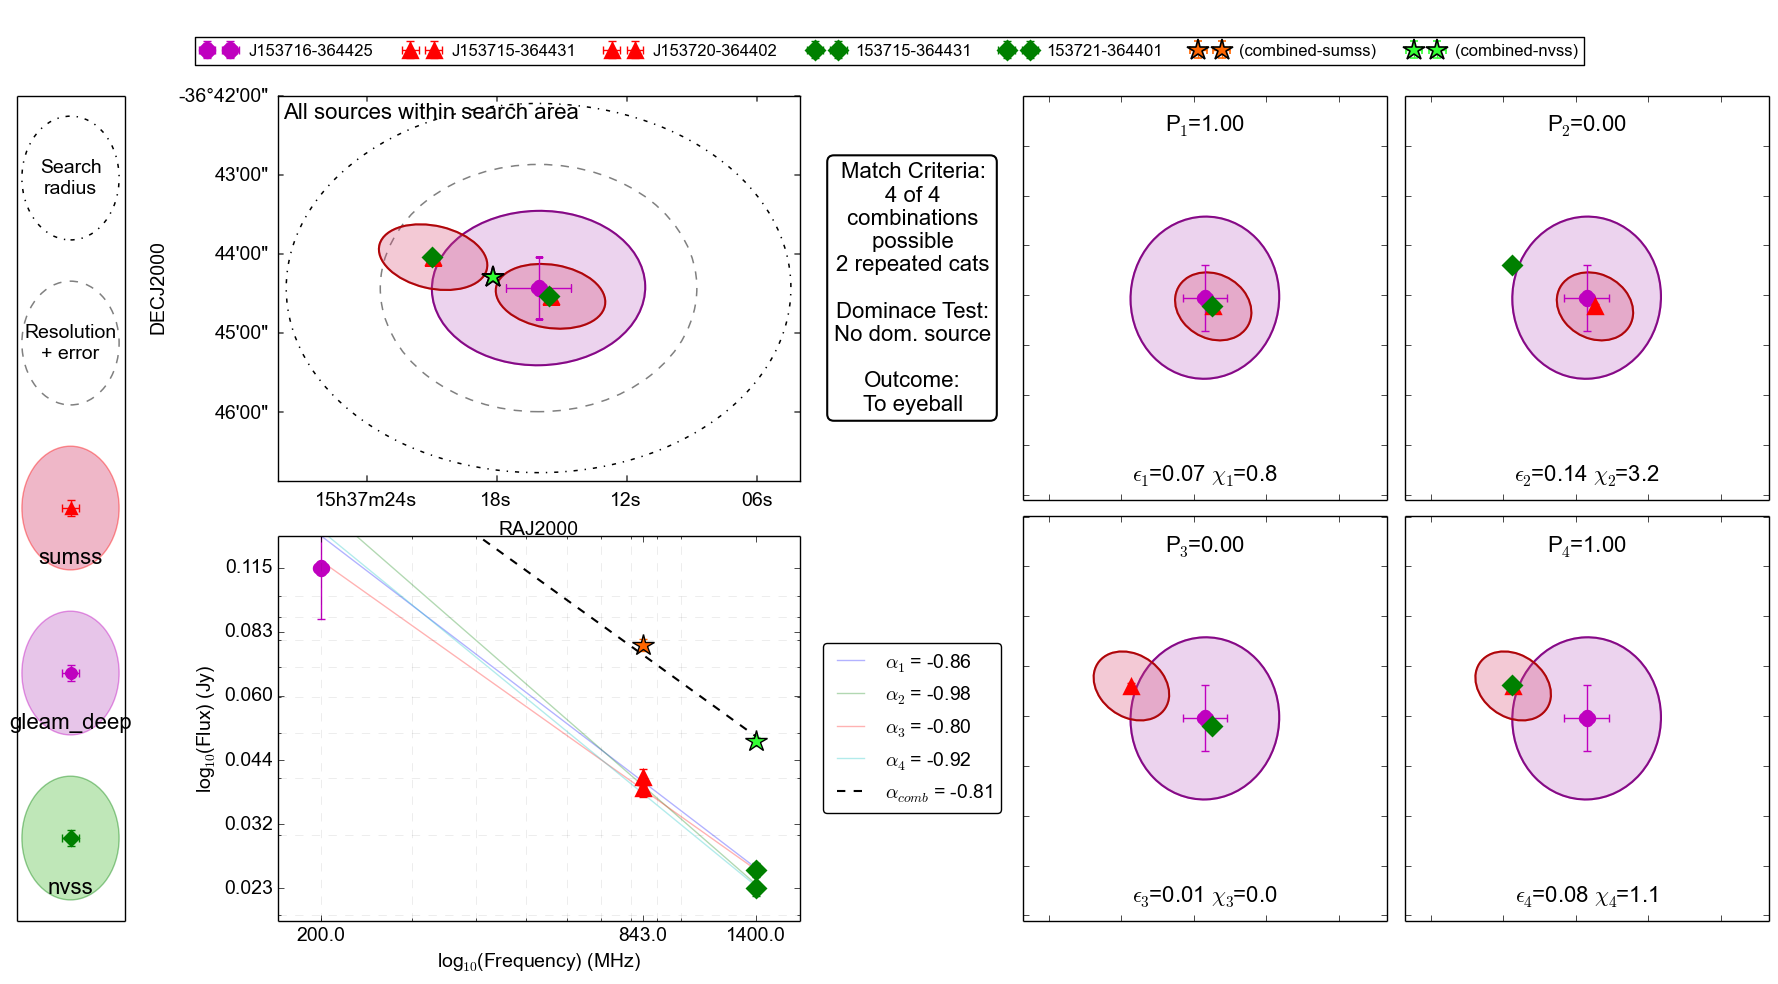 J153716-364425 J153715-364431 J153720-364402 153715-364431 153721-364401 (combined-sumss) (combined-nvss)
Search
radius
Resolution
+ error
sumss
gleam_deep
nvss
All sources within search area
-36°42'00"
43'00"
44'00"
45'00"
46'00"
DECJ2000
15h37m24s 18s 12s 06s
RAJ2000
Match Criteria:
4 of 4
combinations
possible
2 repeated cats
Dominace Test:
No dom. source
Outcome:
To eyeball
P1=1.00
ϵ1=0.07 χ1=0.8
P2=0.00
ϵ2=0.14 χ2=3.2
0.115
0.083
0.060
0.044
0.032
0.023
log10(Flux) (Jy)
200.0 843.0 1400.0
log10(Frequency) (MHz)
α1 = -0.86
α2 = -0.98
α3 = -0.80
α4 = -0.92
αcomb = -0.81
P3=0.00
ϵ3=0.01 χ3=0.0
P4=1.00
ϵ4=0.08 χ4=1.1